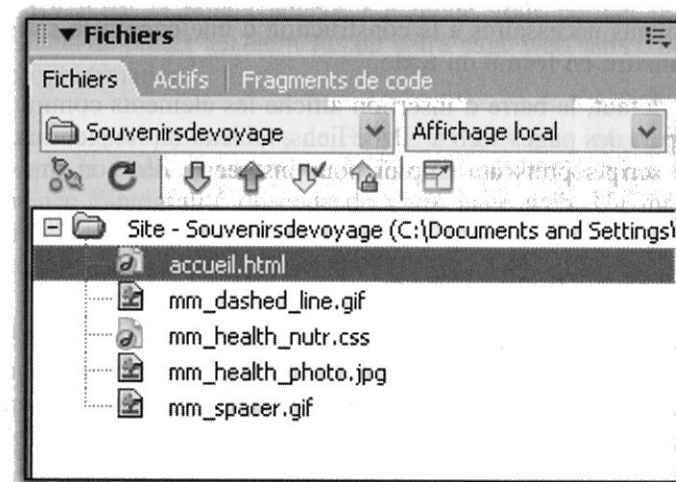 Fichiers
Fichiers Actifs Fragments de code
Souvenirsdevoyage Affichage local
Site - Souvenirsdevoyage (C:\Documents and Settings\
accueil.html
mm_dashed_line.gif
mm_health_nutr.css
mm_health_photo.jpg
mm_spacer.gif